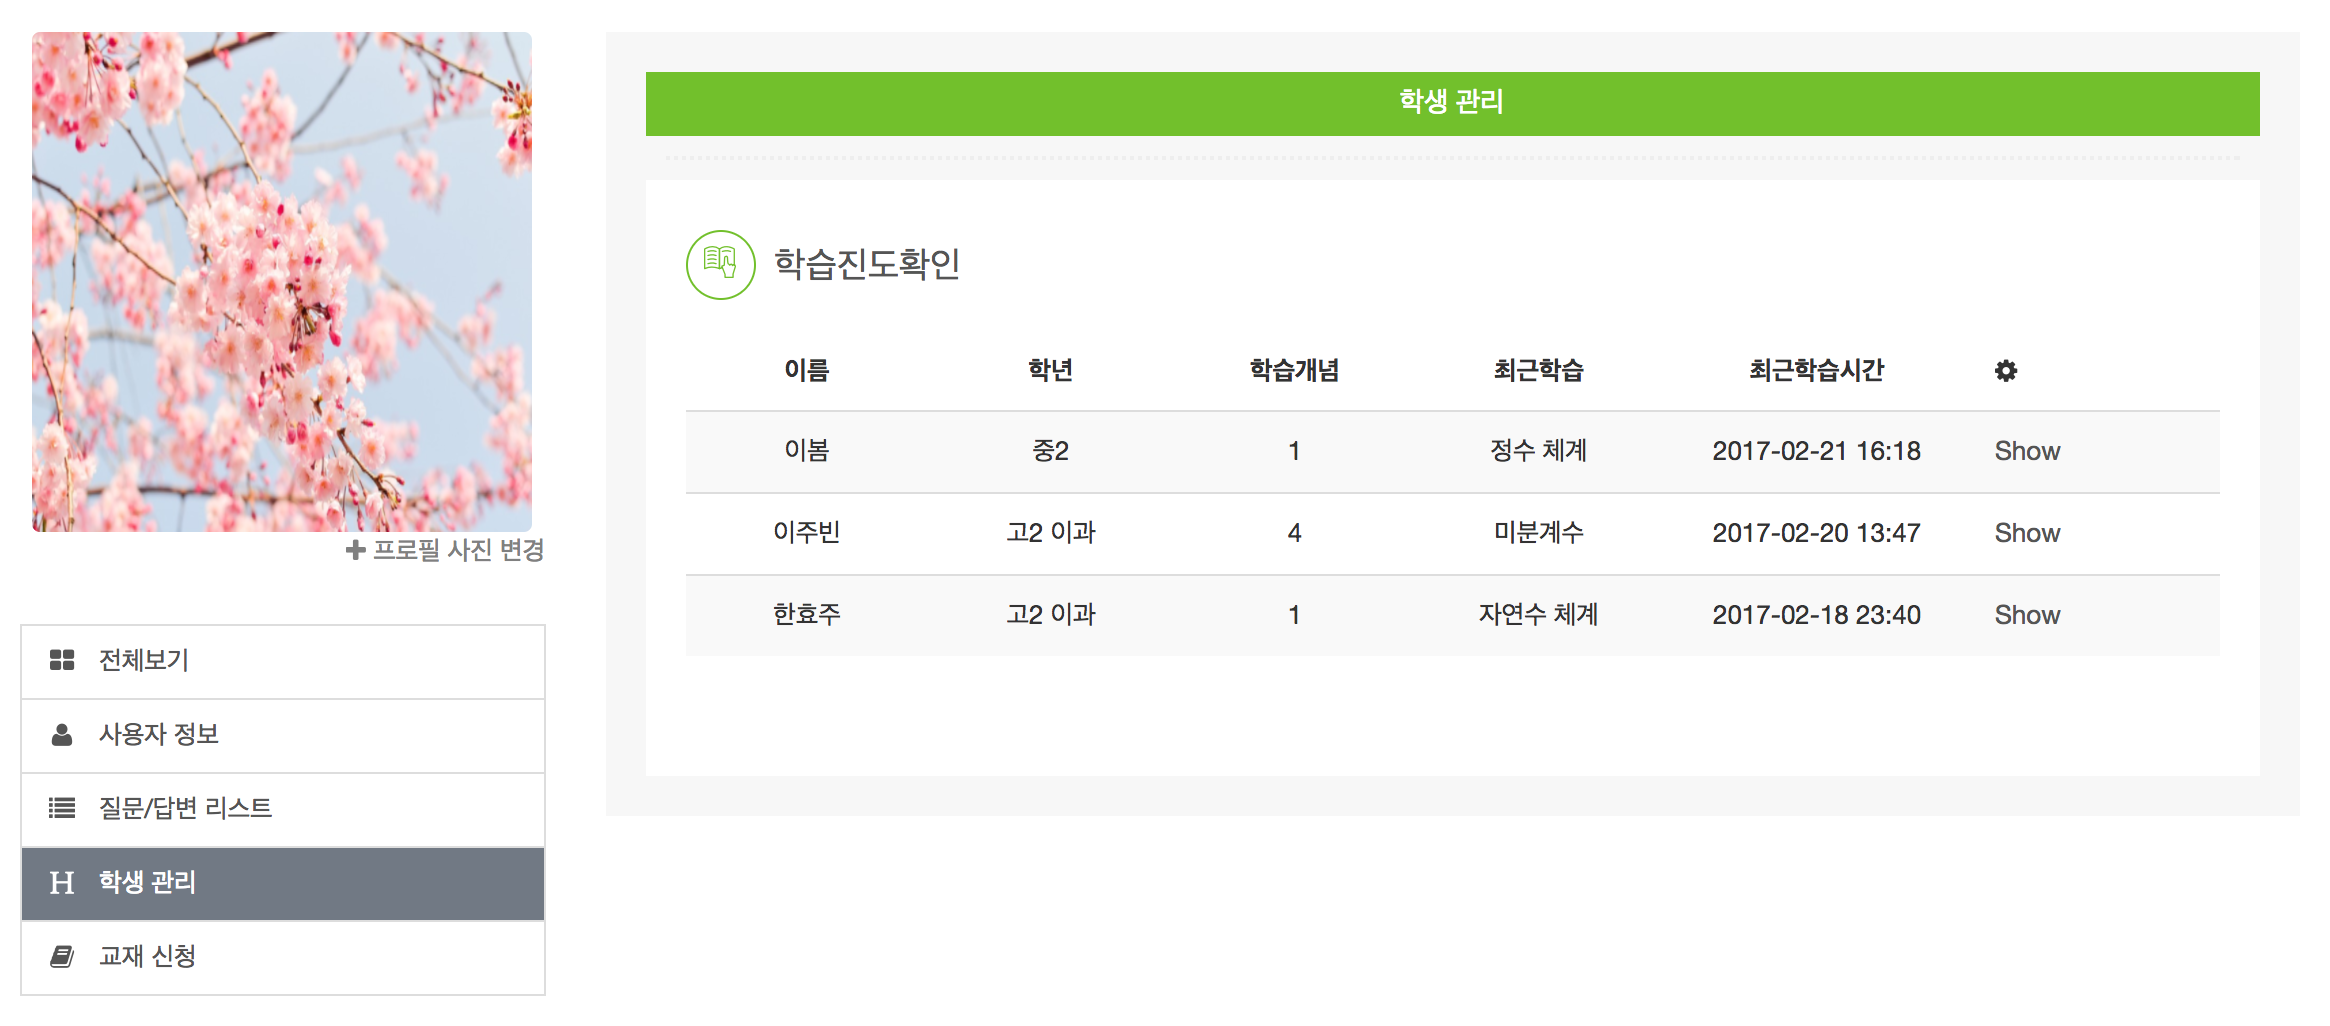 프로필 사진 변경
전체보기
사용자 정보
질문/답변 리스트
H 학생 관리
교재 신청
학생 관리
학습진도확인
이름 학년 학습개념 최근학습 최근학습시간
이봄 중2 1 정수 체계 2017-02-21 16:18 Show
이주빈 고2 이과 4 미분계수 2017-02-20 13:47 Show
한효주 고2 이과 1 자연수 체계 2017-02-18 23:40 Show